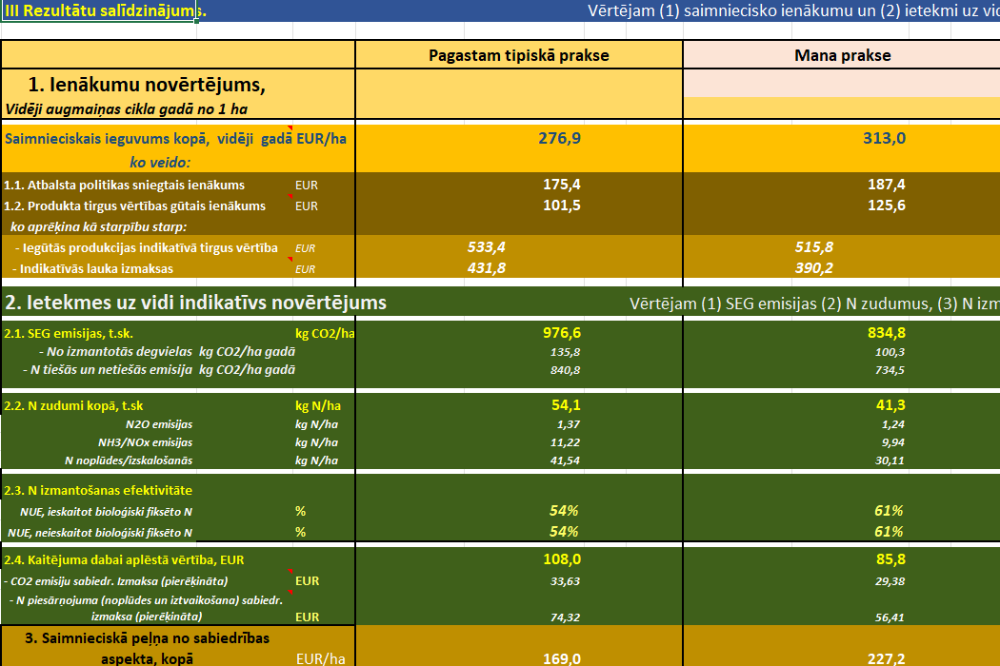 III Rezultātu salīdzinājums. Vērtējam (1) saimniecisko ienākumu un (2) ietekmi uz
Pagastam tipiskā prakse Mana prakse
1. Ienākumu novērtējums,
Vidēji augmaiņas cikla gadā no 1 ha
Saimnieciskais ieguvums kopā, vidēji gadā EUR/ha 276,9 313,0
ko veido:
1.1. Atbalsta politikas sniegtais ienākums EUR 175,4 187,4
1.2. Produkta tirgus vērtības gūtais ienākums EUR 101,5 125,6
ko aprēķina kā starpību starp:
- Iegūtās produkcijas indikatīvā tirgus vērtība EUR 533,4 515,8
- Indikatīvās lauka izmaksas EUR 431,8 390,2
2. Ietekmes uz vidi indikatīvs novērtējums Vērtējam (1) SEG emisijas (2) N zudumus, (3) N
2.1. SEG emisijas, t.sk. kg CO2/ha 976,6 834,8
- No izmantotās degvielas kg CO2/ha gadā 135,8 100,3
- N tiešās un netiešās emisija kg CO2/ha gadā 840,8 734,5
2.2. N zudumi kopā, t.sk kg N/ha 54,1 41,3
N2O emisijas kg N/ha 1,37 1,24
NH3/NOx emisijas kg N/ha 11,22 9,94
N noplūdes/izskalošanās kg N/ha 41,54 30,11
2.3. N izmantošanas efektivitāte
NUE, ieskaitot bioloģiski fiksēto N % 54% 61%
NUE, neieskaitot bioloģiski fiksēto N % 54% 61%
2.4. Kaitējuma dabai aplēstā vērtība, EUR 108,0 85,8
- CO2 emisiju sabiedr. Izmaksa (pierēķināta) EUR 33,63 29,38
- N piesārņojuma (noplūdes un iztvaikošana) sabiedr.
izmaksa (pierēķināta) EUR 74,32 56,41
3. Saimnieciskā peļņa no sabiedrības
aspekta, kopā EUR/ha 169,0 227,2